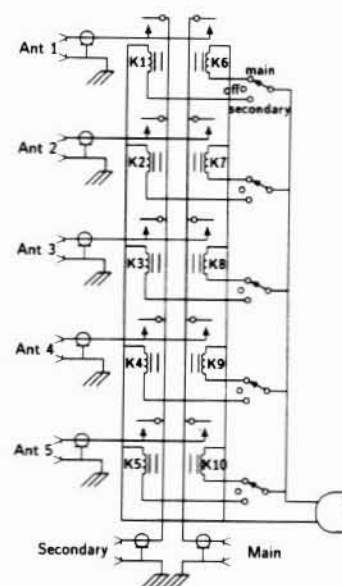 Ant 1
K1
K6
main
off
secondary
Ant 2
K2
K7
Ant 3
K3
K8
Ant 4
K4
K9
Ant 5
K5
K10
Secondary
Main